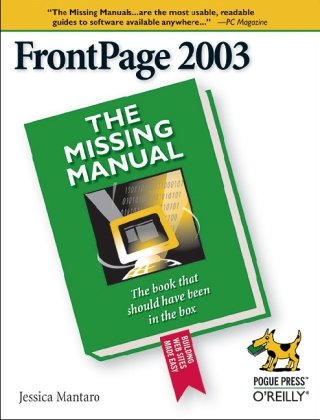 "The Missing Manuals...are the most usable, readable
guides to software available anywhere..." —PC Magazine
FrontPage 2003
THE
MISSING
MANUAL
The book that
should have been
in the box
BUILDING
WEB SITES
MADE EASY
Jessica Mantaro
POGUE PRESS™
O'REILLY®